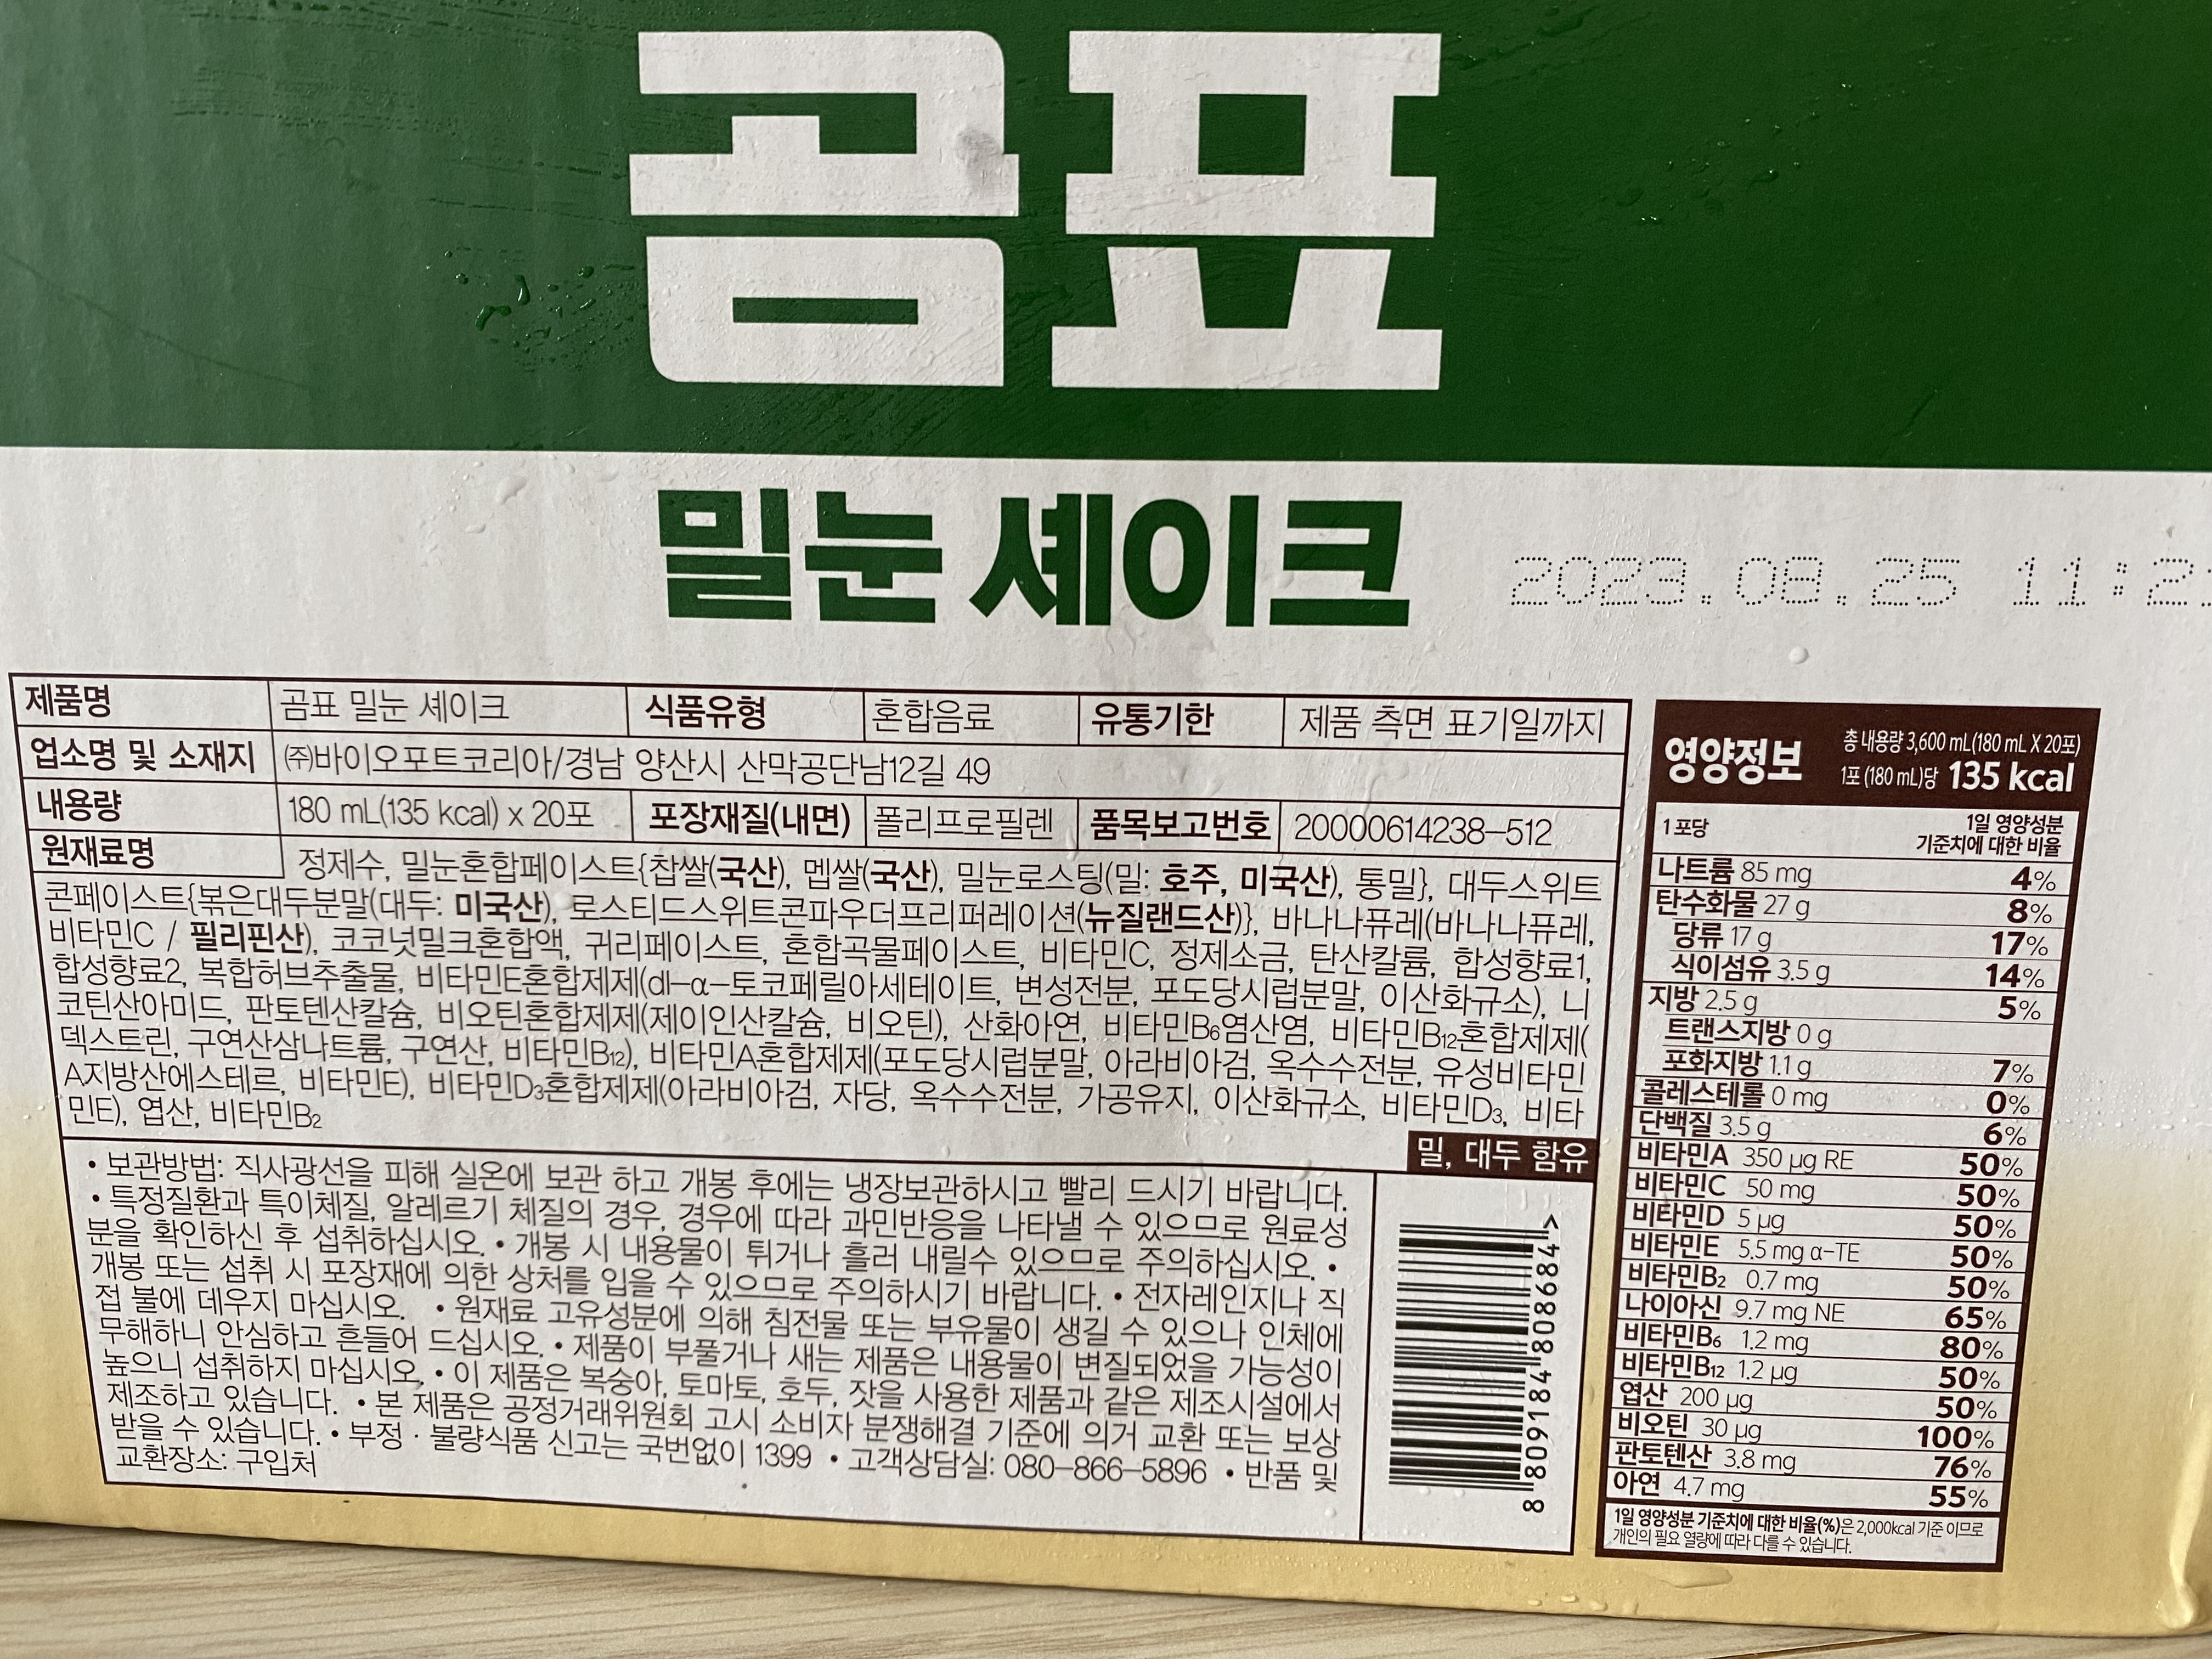 곰표
밀눈 셰이크
2023.08.25 11:2
제품명 곰표 밀눈 셰이크 식품유형 혼합음료 유통기한 제품 측면 표기일까지
업소명 및 소재지 ㈜바이오포트코리아/경남 양산시 산막공단남12길 49
내용량 180 mL(135 kcal) x 20포 포장재질(내면) 폴리프로필렌 품목보고번호 20000614238-512
원재료명 정제수, 밀눈혼합페이스트{찹쌀(국산), 멥쌀(국산), 밀눈로스팅(밀: 호주, 미국산), 통밀}, 대두스위트
콘페이스트{볶은대두분말(대두: 미국산), 로스티드스위트콘파우더프리퍼레이션(뉴질랜드산)}, 바나나퓨레(바나나퓨레,
비타민C / 필리핀산), 코코넛밀크혼합액, 귀리페이스트, 혼합곡물페이스트, 비타민C, 정제소금, 탄산칼륨, 합성향료1,
합성향료2, 복합허브추출물, 비타민E혼합제제(dl-α-토코페릴아세테이트, 변성전분, 포도당시럽분말, 이산화규소), 니
코틴산아미드, 판토텐산칼슘, 비오틴혼합제제(제이인산칼슘, 비오틴), 산화아연, 비타민B₆염산염, 비타민B₁₂혼합제제(
덱스트린, 구연산삼나트륨, 구연산, 비타민B₁₂), 비타민A혼합제제(포도당시럽분말, 아라비아검, 옥수수전분, 유성비타민
A지방산에스테르, 비타민E), 비타민D₃혼합제제(아라비아검, 자당, 옥수수전분, 가공유지, 이산화규소, 비타민D₃, 비타
민E), 엽산, 비타민B₂
밀, 대두 함유
• 보관방법: 직사광선을 피해 실온에 보관 하고 개봉 후에는 냉장보관하시고 빨리 드시기 바랍니다.
• 특정질환과 특이체질, 알레르기 체질의 경우, 경우에 따라 과민반응을 나타낼 수 있으므로 원료성
분을 확인하신 후 섭취하십시오. • 개봉 시 내용물이 튀거나 흘러 내릴수 있으므로 주의하십시오. •
개봉 또는 섭취 시 포장재에 의한 상처를 입을 수 있으므로 주의하시기 바랍니다. • 전자레인지나 직
접 불에 데우지 마십시오. • 원재료 고유성분에 의해 침전물 또는 부유물이 생길 수 있으나 인체에
무해하니 안심하고 흔들어 드십시오. • 제품이 부풀거나 새는 제품은 내용물이 변질되었을 가능성이
높으니 섭취하지 마십시오. • 이 제품은 복숭아, 토마토, 호두, 잣을 사용한 제품과 같은 제조시설에서
제조하고 있습니다. • 본 제품은 공정거래위원회 고시 소비자 분쟁해결 기준에 의거 교환 또는 보상
받을 수 있습니다. • 부정 · 불량식품 신고는 국번없이 1399 • 고객상담실: 080-866-5896 • 반품 및
교환장소: 구입처
8 809184 808684 >
영양정보 총 내용량 3,600 mL(180 mL X 20포)
1포 (180 mL)당 135 kcal
1 포당 1일 영양성분
기준치에 대한 비율
나트륨 85 mg 4%
탄수화물 27 g 8%
당류 17 g 17%
식이섬유 3.5 g 14%
지방 2.5 g 5%
트랜스지방 0 g
포화지방 1.1 g 7%
콜레스테롤 0 mg 0%
단백질 3.5 g 6%
비타민A 350 μg RE 50%
비타민C 50 mg 50%
비타민D 5 μg 50%
비타민E 5.5 mg α-TE 50%
비타민B₂ 0.7 mg 50%
나이아신 9.7 mg NE 65%
비타민B₆ 1.2 mg 80%
비타민B₁₂ 1.2 μg 50%
엽산 200 μg 50%
비오틴 30 μg 100%
판토텐산 3.8 mg 76%
아연 4.7 mg 55%
1일 영양성분 기준치에 대한 비율(%)은 2,000kcal 기준 이므로
개인의 필요 열량에 따라 다를 수 있습니다.